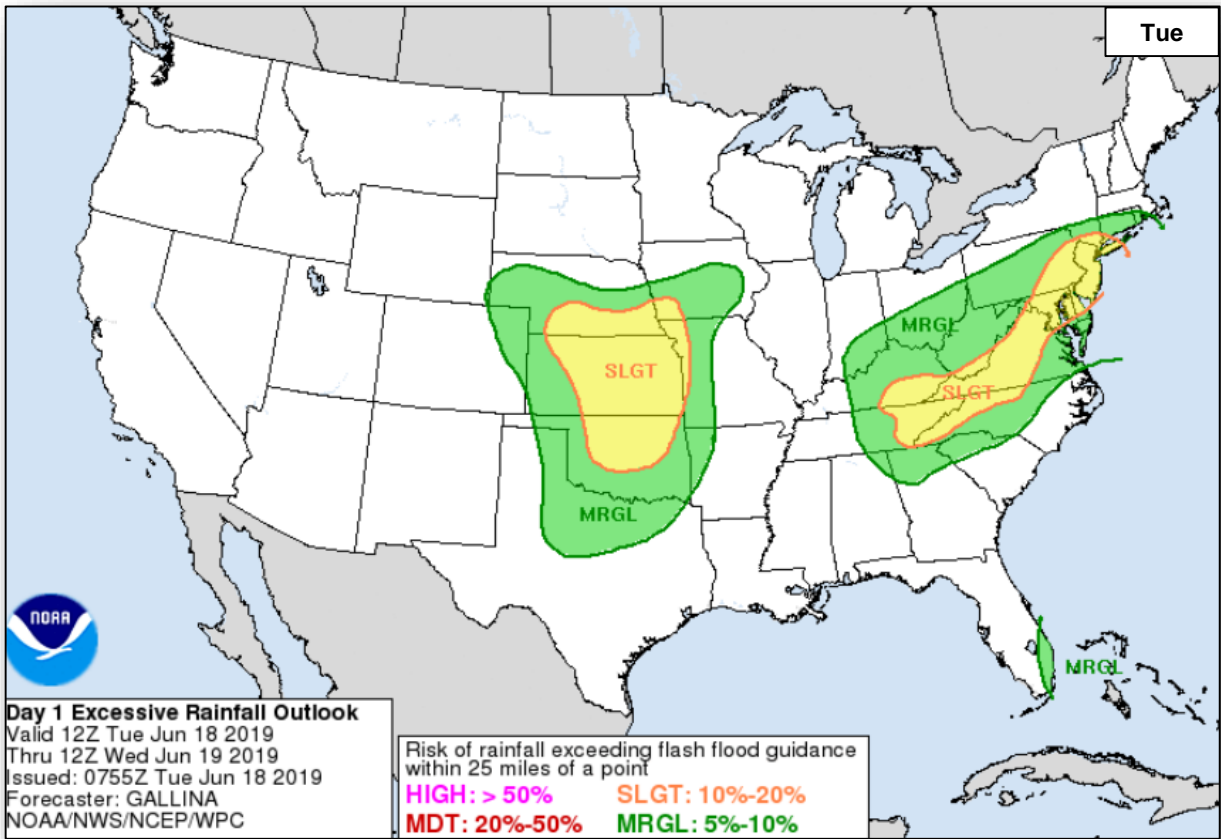 Tue
MRGL
SLGT
SLGT
MRGL
MRGL
NOAA
Day 1 Excessive Rainfall Outlook
Valid 12Z Tue Jun 18 2019
Thru 12Z Wed Jun 19 2019
Issued: 0755Z Tue Jun 18 2019
Forecaster: GALLINA
NOAA/NWS/NCEP/WPC
Risk of rainfall exceeding flash flood guidance
within 25 miles of a point
HIGH: > 50% SLGT: 10%-20%
MDT: 20%-50% MRGL: 5%-10%